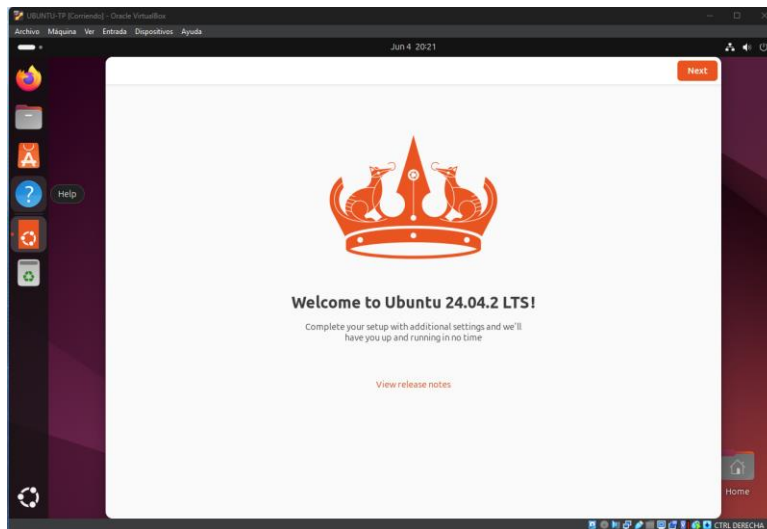 UBUNTU-TP [Corriendo] - Oracle VirtualBox
Archivo Máquina Ver Entrada Dispositivos Ayuda
Jun 4 20:21
Next
Help
Welcome to Ubuntu 24.04.2 LTS!
Complete your setup with additional settings and we'll
have you up and running in no time
View release notes
Home
CTRL DERECHA